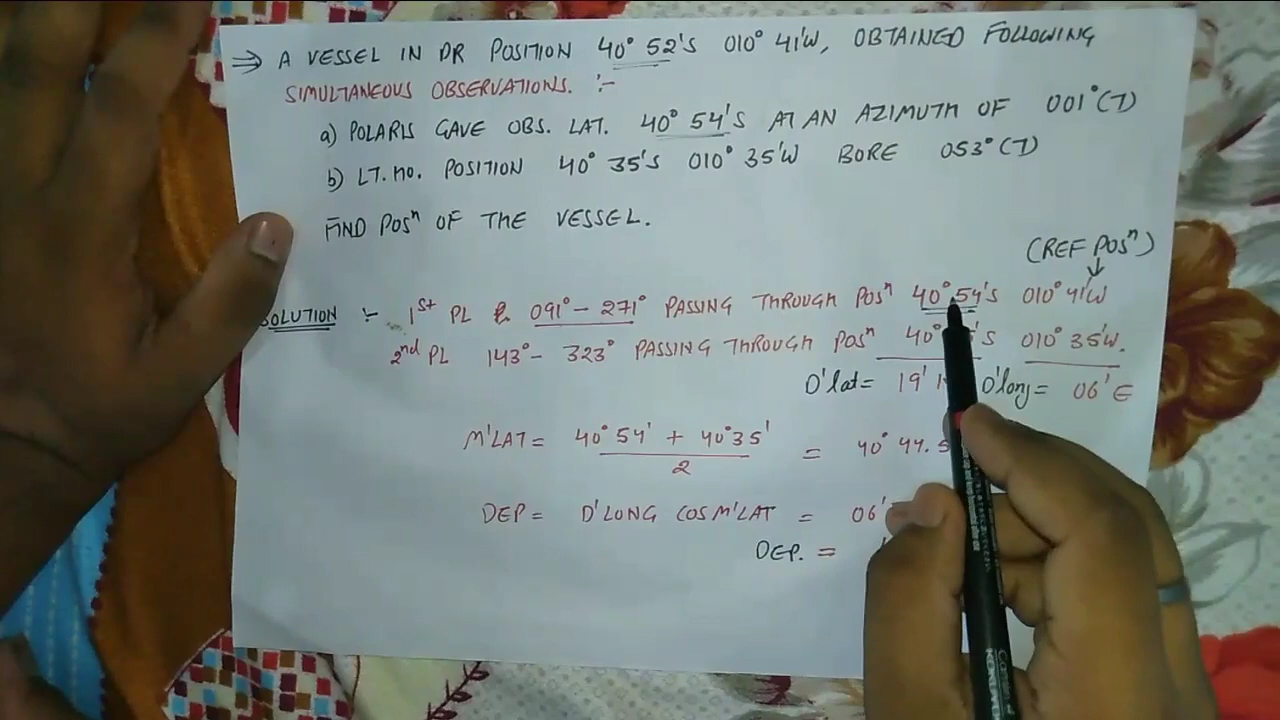 ⇒ A VESSEL IN DR POSITION 40° 52'S 010° 41'W, OBTAINED FOLLOWING
SIMULTANEOUS OBSERVATIONS. :-
a) POLARIS GAVE OBS. LAT. 40° 54'S AT AN AZIMUTH OF 001°(T)
b) LT. HO. POSITION 40° 35'S 010° 35'W BORE 053°(T)
FIND POSⁿ OF THE VESSEL.
(REF POSⁿ)
SOLUTION :- 1st PL 091° - 271° PASSING THROUGH POSⁿ 40° 54'S 010° 41'W
2nd PL 143° - 323° PASSING THROUGH POSⁿ 40° 'S 010° 35'W.
D'lat = 19' D'long = 06' E
M'LAT = 40° 54' + 40° 35' / 2 = 40° 44.5
DEP = D'LONG COS M'LAT = 06'
DEP. =